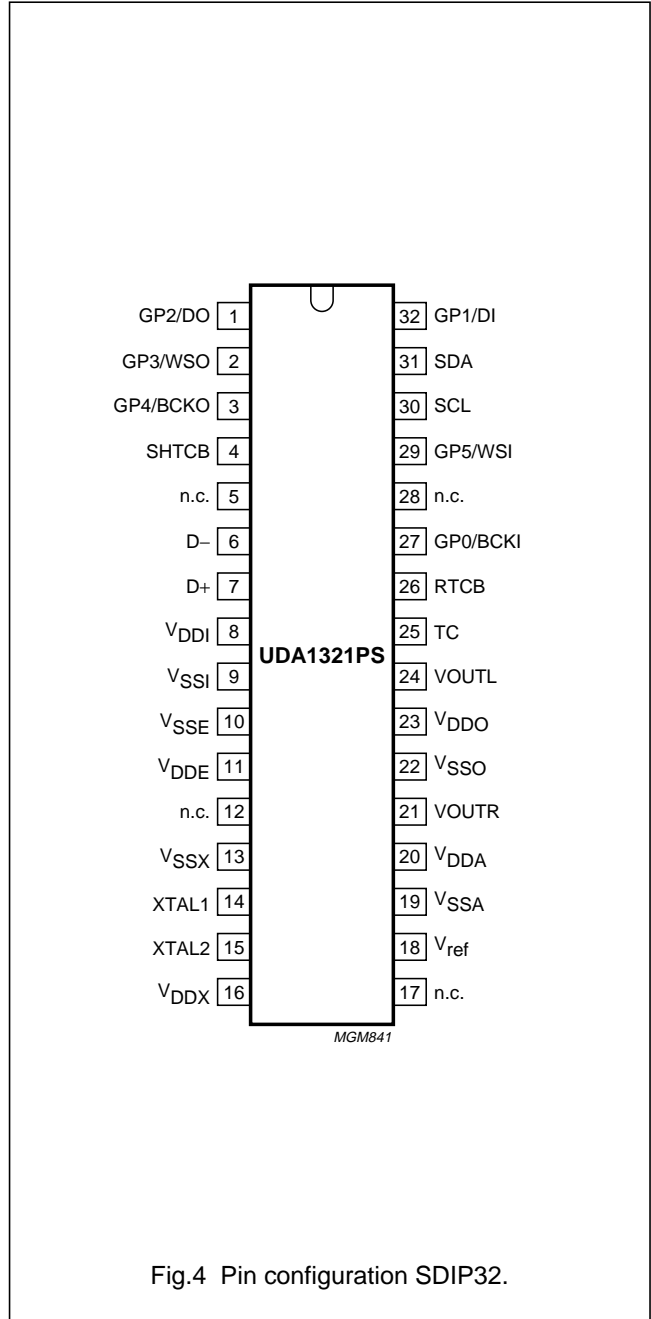 GP2/DO 1 32 GP1/DI
GP3/WSO 2 31 SDA
GP4/BCKO 3 30 SCL
SHTCB 4 29 GP5/WSI
n.c. 5 28 n.c.
D− 6 27 GP0/BCKI
D+ 7 26 RTCB
VDDI 8 25 TC
UDA1321PS
VSSI 9 24 VOUTL
VSSE 10 23 VDDO
VDDE 11 22 VSSO
n.c. 12 21 VOUTR
VSSX 13 20 VDDA
XTAL1 14 19 VSSA
XTAL2 15 18 Vref
VDDX 16 17 n.c.
MGM841
Fig.4 Pin configuration SDIP32.